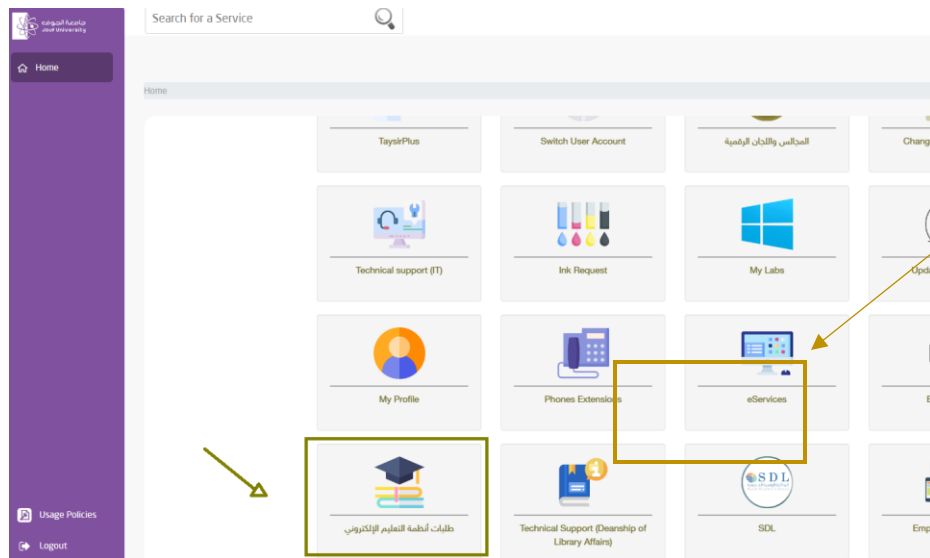 جامعة الجوف
Jouf University
Search for a Service
Home
Home
TaysirPlus
Switch User Account
المجالس واللجان الرقمية
Chang
Technical support (IT)
Ink Request
My Labs
Upda
My Profile
Phones Extensions
eServices
E
طلبات أنظمة التعليم الإلكتروني
Technical Support (Deanship of
Library Affairs)
SDL
SDL
Emp
Usage Policies
Logout